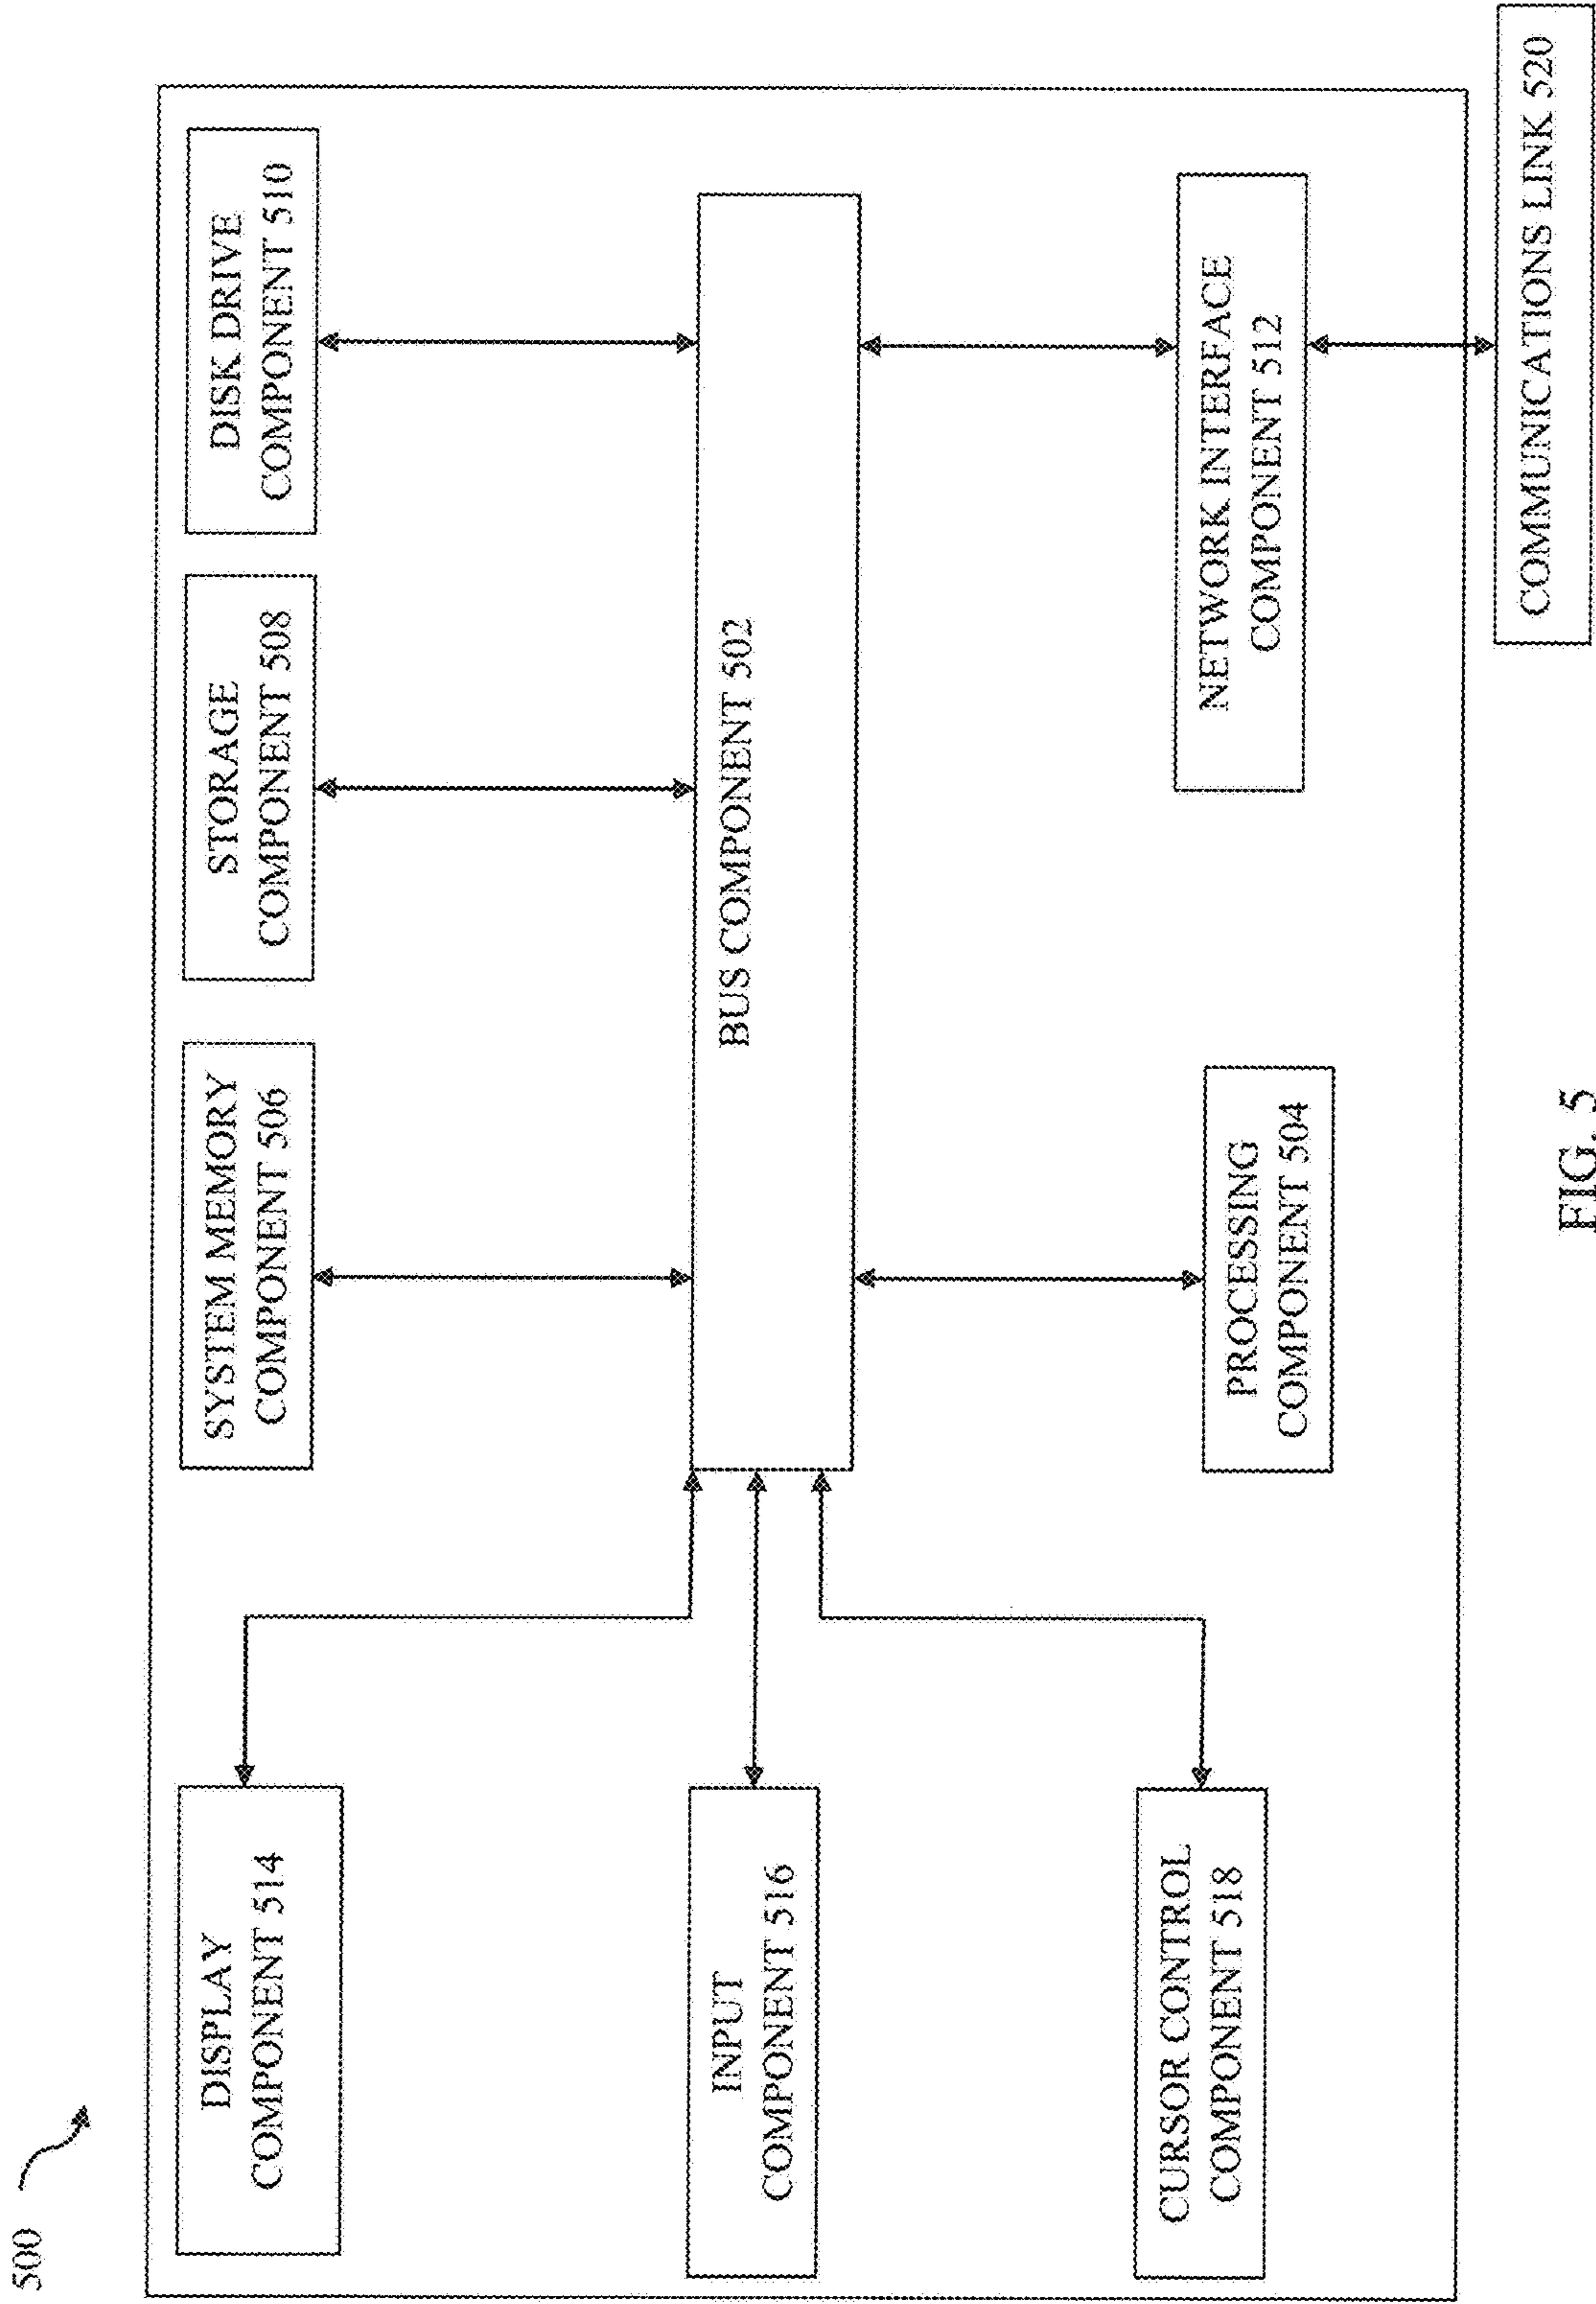 500
DISPLAY
COMPONENT 514
SYSTEM MEMORY
COMPONENT 506
STORAGE
COMPONENT 508
DISK DRIVE
COMPONENT 510
INPUT
COMPONENT 516
BUS COMPONENT 502
CURSOR CONTROL
COMPONENT 518
PROCESSING
COMPONENT 504
NETWORK INTERFACE
COMPONENT 512
COMMUNICATIONS LINK 520
FIG. 5